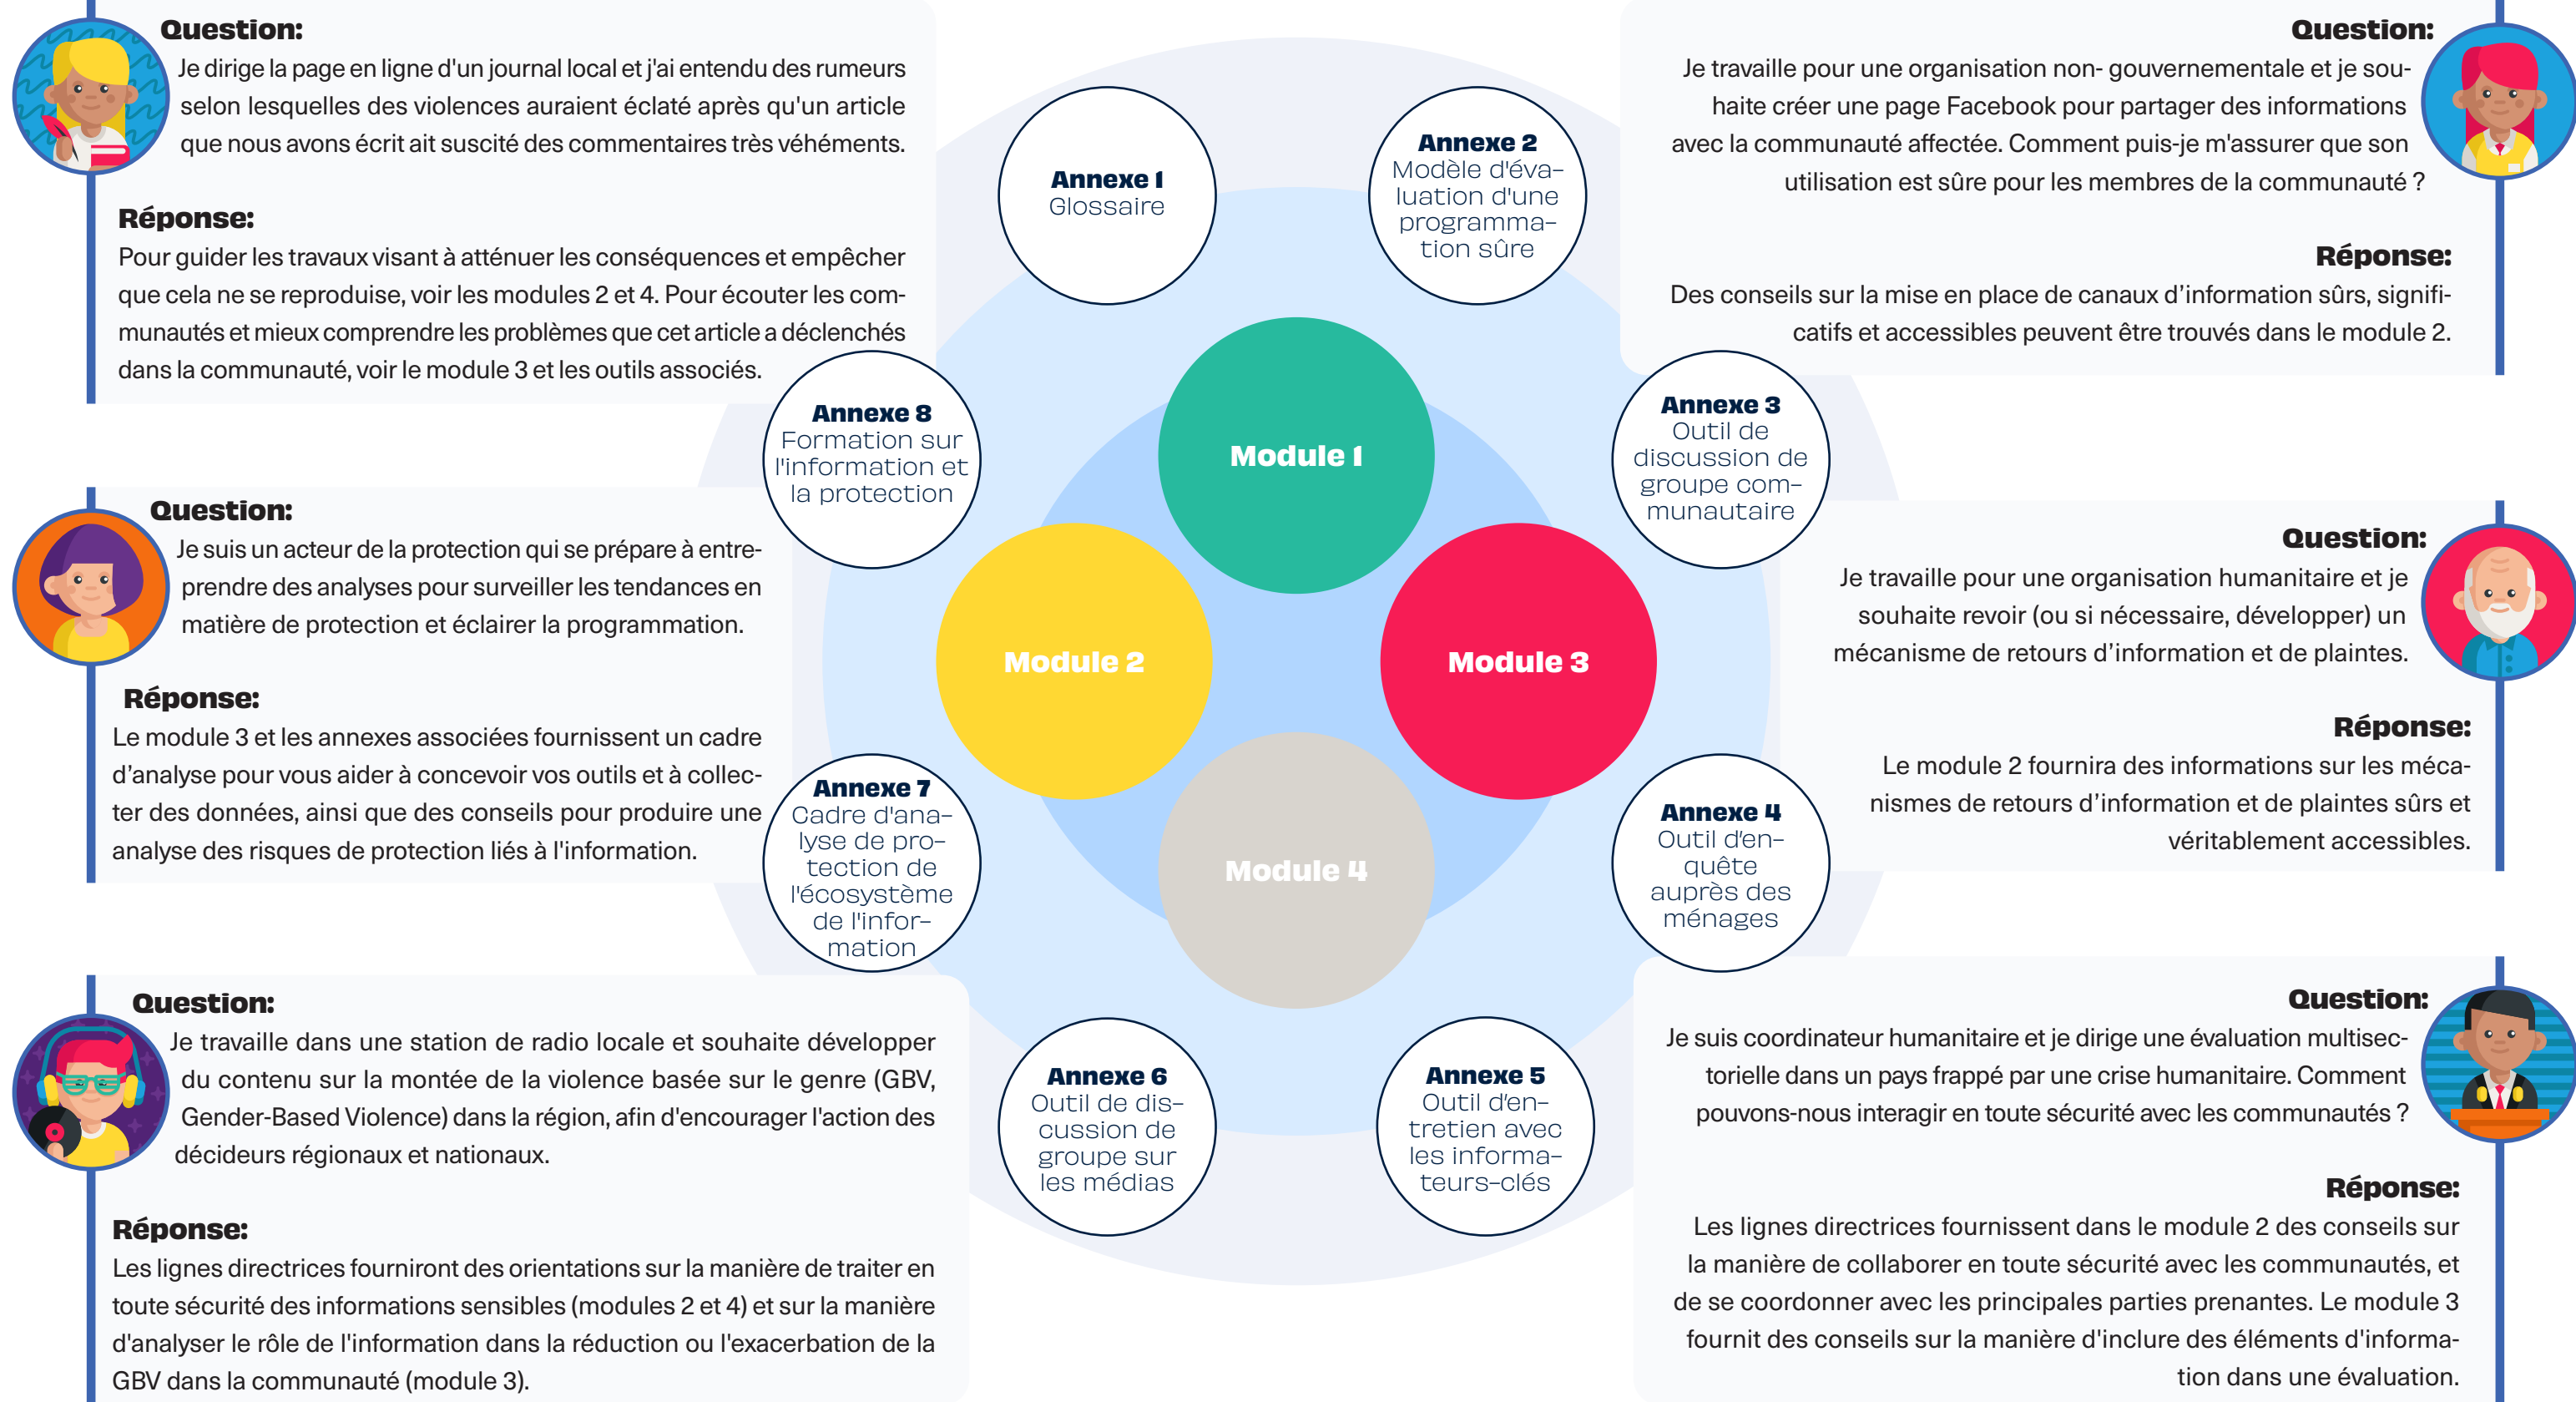 Question:
Je dirige la page en ligne d'un journal local et j'ai entendu des rumeurs
selon lesquelles des violences auraient éclaté après qu'un article
que nous avons écrit ait suscité des commentaires très véhéments.
Réponse:
Pour guider les travaux visant à atténuer les conséquences et empêcher
que cela ne se reproduise, voir les modules 2 et 4. Pour écouter les com-
munautés et mieux comprendre les problèmes que cet article a déclenchés
dans la communauté, voir le module 3 et les outils associés.
Question:
Je suis un acteur de la protection qui se prépare à entre-
prendre des analyses pour surveiller les tendances en
matière de protection et éclairer la programmation.
Réponse:
Le module 3 et les annexes associées fournissent un cadre
d’analyse pour vous aider à concevoir vos outils et à collec-
ter des données, ainsi que des conseils pour produire une
analyse des risques de protection liés à l'information.
Question:
Je travaille dans une station de radio locale et souhaite développer
du contenu sur la montée de la violence basée sur le genre (GBV,
Gender-Based Violence) dans la région, afin d'encourager l'action des
décideurs régionaux et nationaux.
Réponse:
Les lignes directrices fourniront des orientations sur la manière de traiter en
toute sécurité des informations sensibles (modules 2 et 4) et sur la manière
d'analyser le rôle de l'information dans la réduction ou l'exacerbation de la
GBV dans la communauté (module 3).
Annexe 1
Glossaire
Annexe 2
Modèle d'éva-
luation d'une
programma-
tion sûre
Annexe 8
Formation sur
l'information et
la protection
Annexe 3
Outil de
discussion de
groupe com-
munautaire
Module 1
Module 2
Module 3
Module 4
Annexe 7
Cadre d'ana-
lyse de pro-
tection de
l'écosystème
de l'infor-
mation
Annexe 4
Outil d’en-
quête
auprès des
ménages
Annexe 6
Outil de dis-
cussion de
groupe sur
les médias
Annexe 5
Outil d’en-
tretien avec
les informa-
teurs-clés
Question:
Je travaille pour une organisation non- gouvernementale et je sou-
haite créer une page Facebook pour partager des informations
avec la communauté affectée. Comment puis-je m'assurer que son
utilisation est sûre pour les membres de la communauté ?
Réponse:
Des conseils sur la mise en place de canaux d’information sûrs, signifi-
catifs et accessibles peuvent être trouvés dans le module 2.
Question:
Je travaille pour une organisation humanitaire et je
souhaite revoir (ou si nécessaire, développer) un
mécanisme de retours d’information et de plaintes.
Réponse:
Le module 2 fournira des informations sur les méca-
nismes de retours d’information et de plaintes sûrs et
véritablement accessibles.
Question:
Je suis coordinateur humanitaire et je dirige une évaluation multisec-
torielle dans un pays frappé par une crise humanitaire. Comment
pouvons-nous interagir en toute sécurité avec les communautés ?
Réponse:
Les lignes directrices fournissent dans le module 2 des conseils sur
la manière de collaborer en toute sécurité avec les communautés, et
de se coordonner avec les principales parties prenantes. Le module 3
fournit des conseils sur la manière d'inclure des éléments d'informa-
tion dans une évaluation.